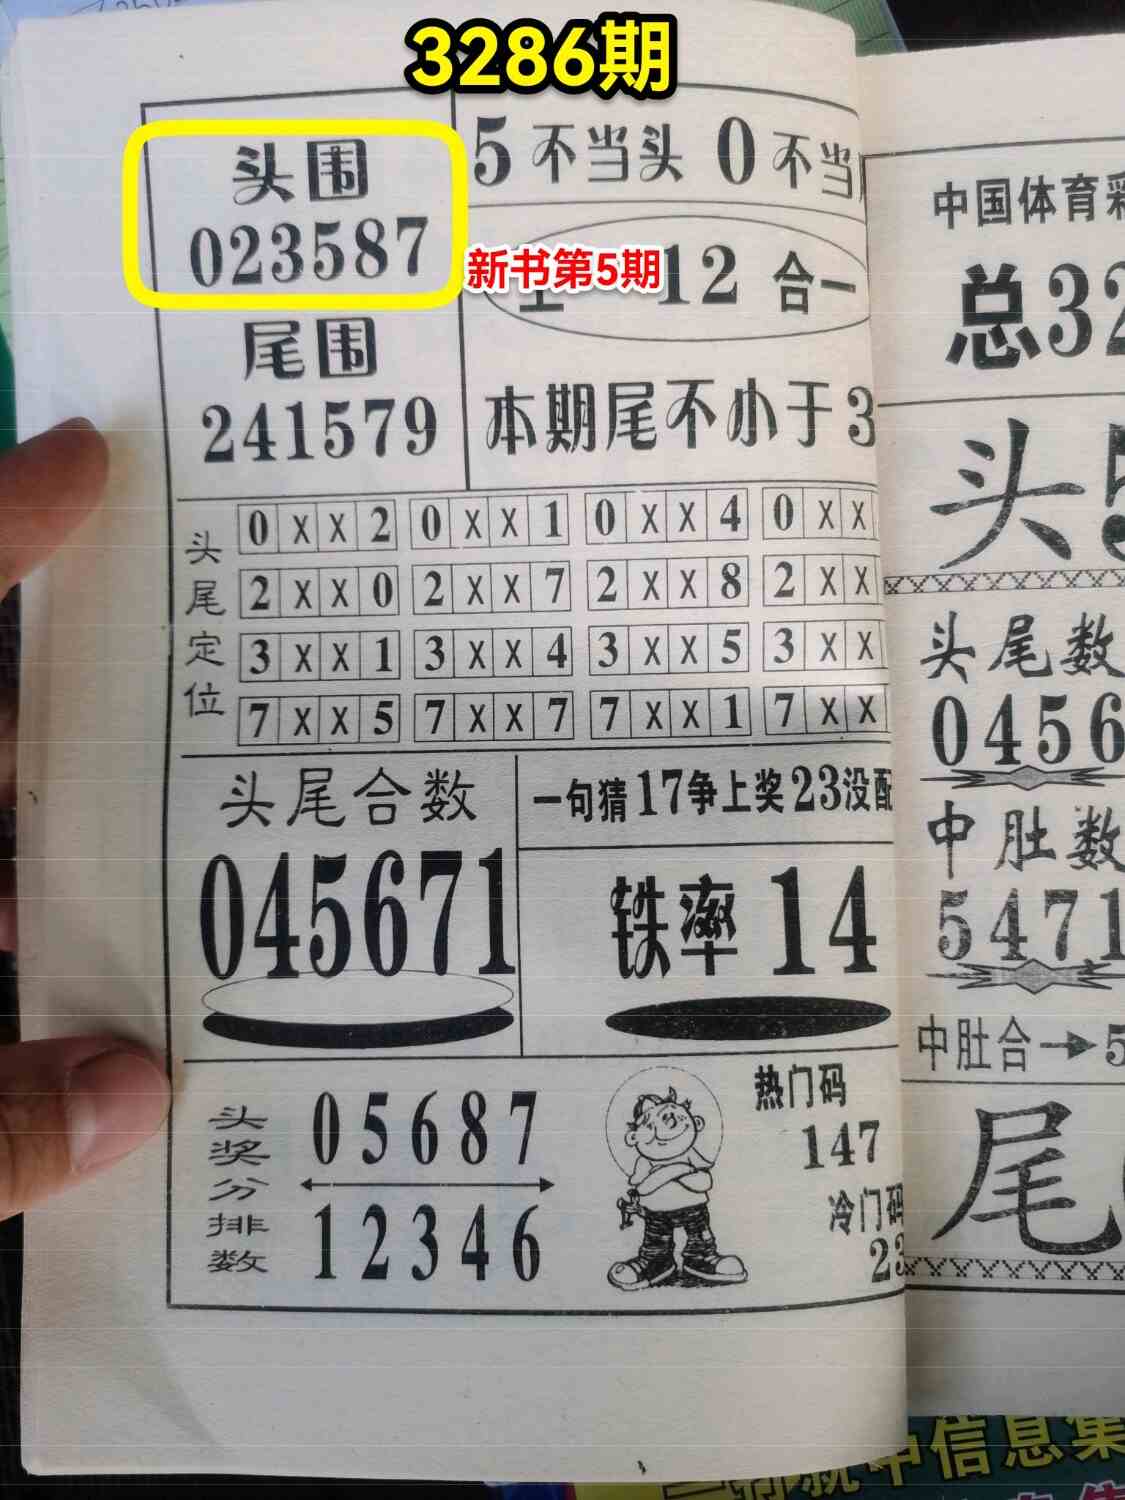 3286期
头围
023587
尾围
241579
5不当头 0不当
新书第5期
12 合一
本期尾不小于3
头尾定位
0XX2 0XX1 0XX4 0XX
2XX0 2XX7 2XX8 2XX
3XX1 3XX4 3XX5 3XX
7XX5 7XX7 7XX1 7XX
头尾合数
045671
一句猜17争上奖23没配
铁率14
头奖分排数
05687
12346
热门码
147
冷门码
23
中国体育彩
总32
头5
头尾数
0456
中肚数
5471
中肚合→5
尾
中信息集